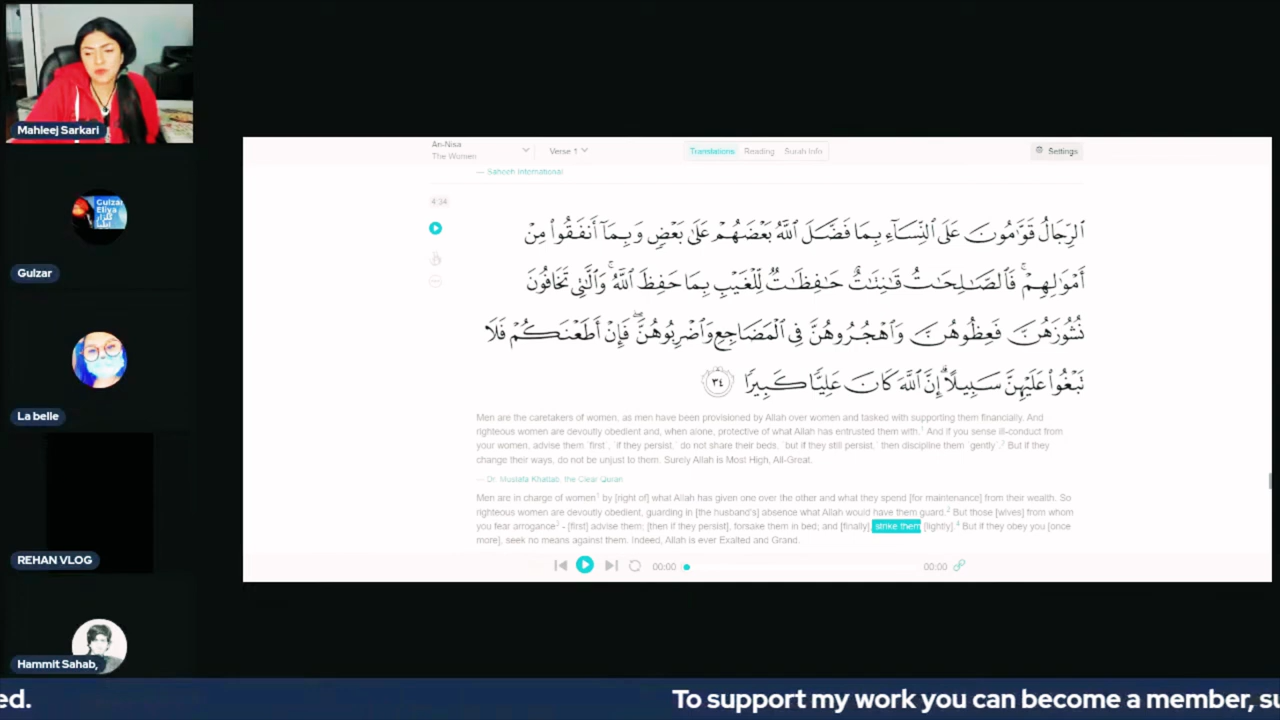 Mahleej Sarkari
Gulzar
Eliya
Gulzar
La belle
REHAN VLOG
Hammit Sahab,
An-Nisa
The Women
Verse 1
Translations Reading Surah Info
Settings
— Saheeh International
4:34
ٱلرِّجَالُ قَوَّٰمُونَ عَلَى ٱلنِّسَآءِ بِمَا فَضَّلَ ٱللَّهُ بَعْضَهُمْ عَلَىٰ بَعْضٍ وَبِمَآ أَنفَقُوا۟ مِنْ
أَمْوَٰلِهِمْ ۚ فَٱلصَّـٰلِحَـٰتُ قَـٰنِتَـٰتٌ حَـٰفِظَـٰتٌ لِّلْغَيْبِ بِمَا حَفِظَ ٱللَّهُ ۚ وَٱلَّـٰتِى تَخَافُونَ
نُشُوزَهُنَّ فَعِظُوهُنَّ وَٱهْجُرُوهُنَّ فِى ٱلْمَضَاجِعِ وَٱضْرِبُوهُنَّ ۖ فَإِنْ أَطَعْنَكُمْ فَلَا
تَبْغُوا۟ عَلَيْهِنَّ سَبِيلًا ۗ إِنَّ ٱللَّهَ كَانَ عَلِيًّا كَبِيرًا ٣٤
Men are the caretakers of women, as men have been provisioned by Allah over women and tasked with supporting them financially. And
righteous women are devoutly obedient and, when alone, protective of what Allah has entrusted them with.¹ And if you sense ill-conduct from
your women, advise them ˹first˺, ˹if they persist,˺ do not share their beds, ˹but if they still persist,˺ then discipline them ˹gently˺.² But if they
change their ways, do not be unjust to them. Surely Allah is Most High, All-Great.
— Dr. Mustafa Khattab, the Clear Quran
Men are in charge of women¹ by [right of] what Allah has given one over the other and what they spend [for maintenance] from their wealth. So
righteous women are devoutly obedient, guarding in [the husband's] absence what Allah would have them guard.² But those [wives] from whom
you fear arrogance³ - [first] advise them; [then if they persist], forsake them in bed; and [finally], strike them [lightly].⁴ But if they obey you [once
more], seek no means against them. Indeed, Allah is ever Exalted and Grand.
00:00 00:00
ed. To support my work you can become a member, su